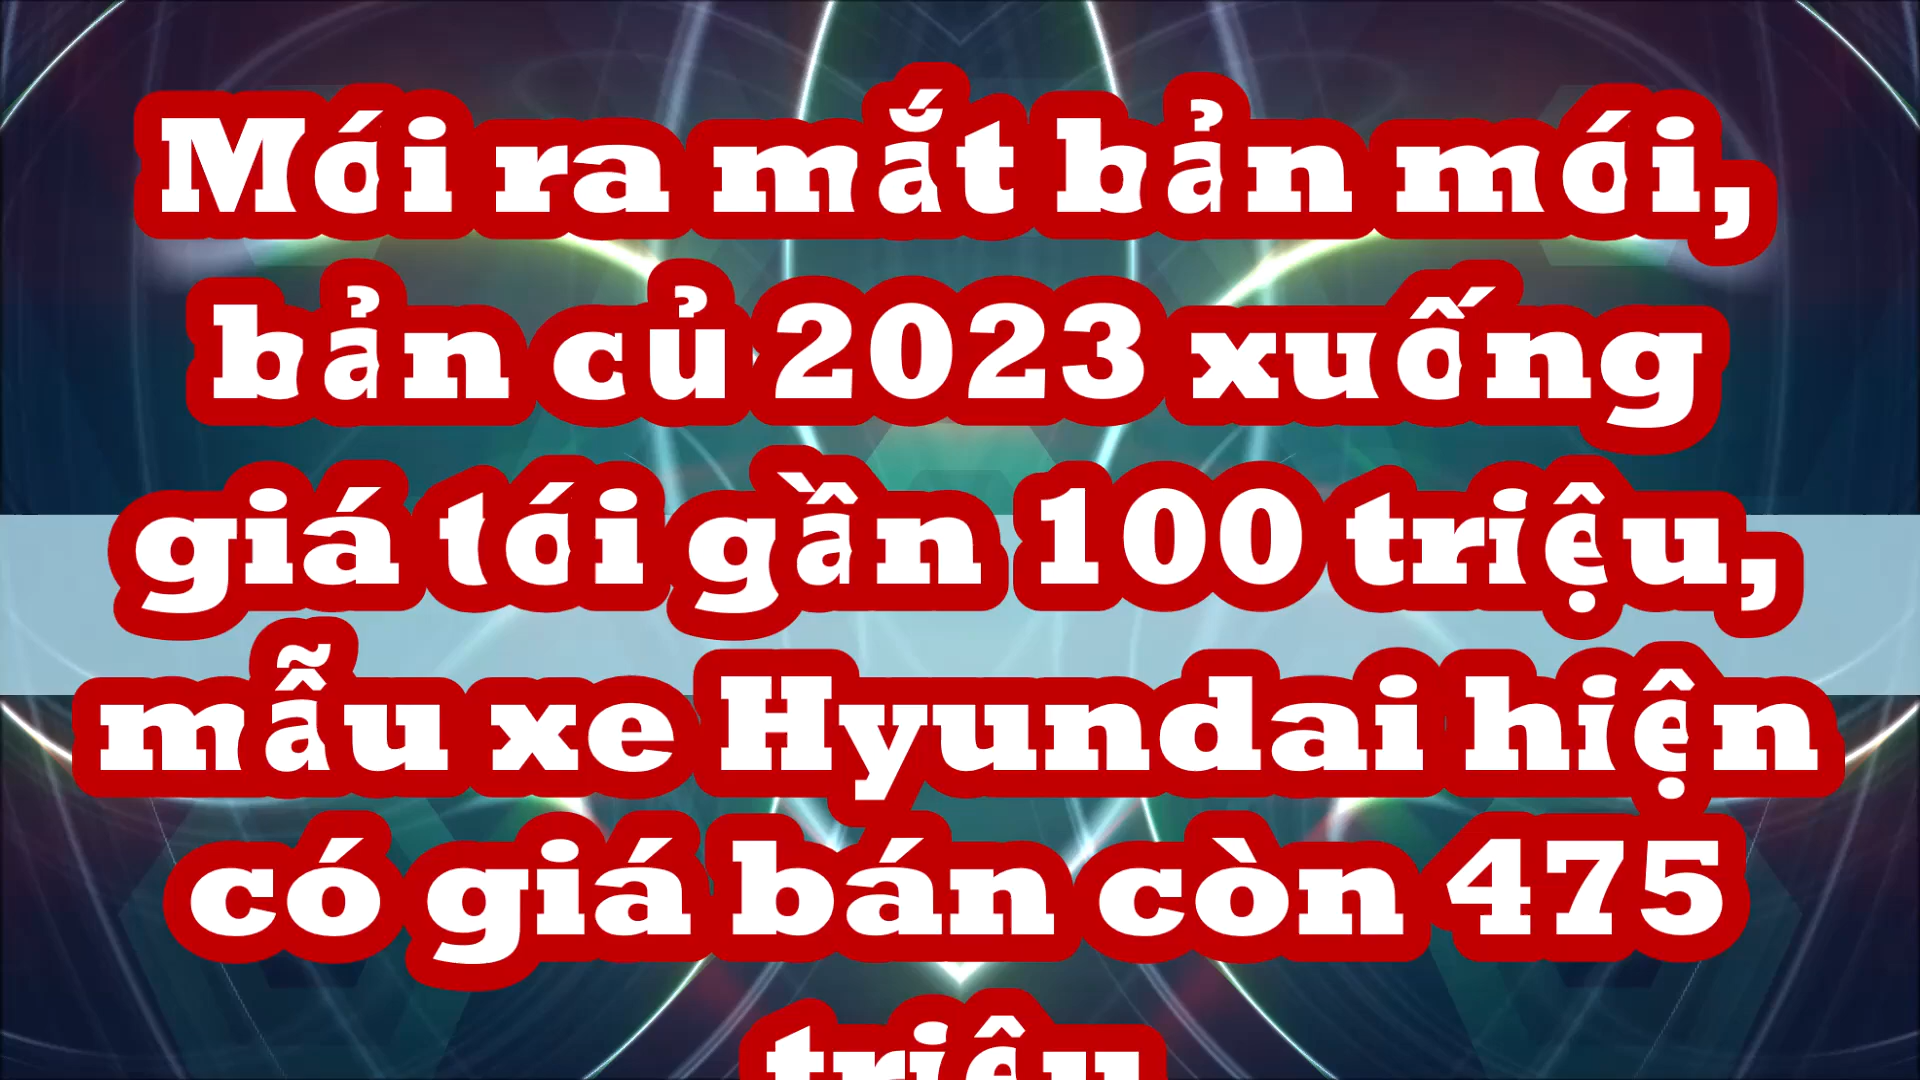 Mới ra mắt bản mới,
bản củ 2023 xuống
giá tới gần 100 triệu,
mẫu xe Hyundai hiện
có giá bán còn 475
triệu